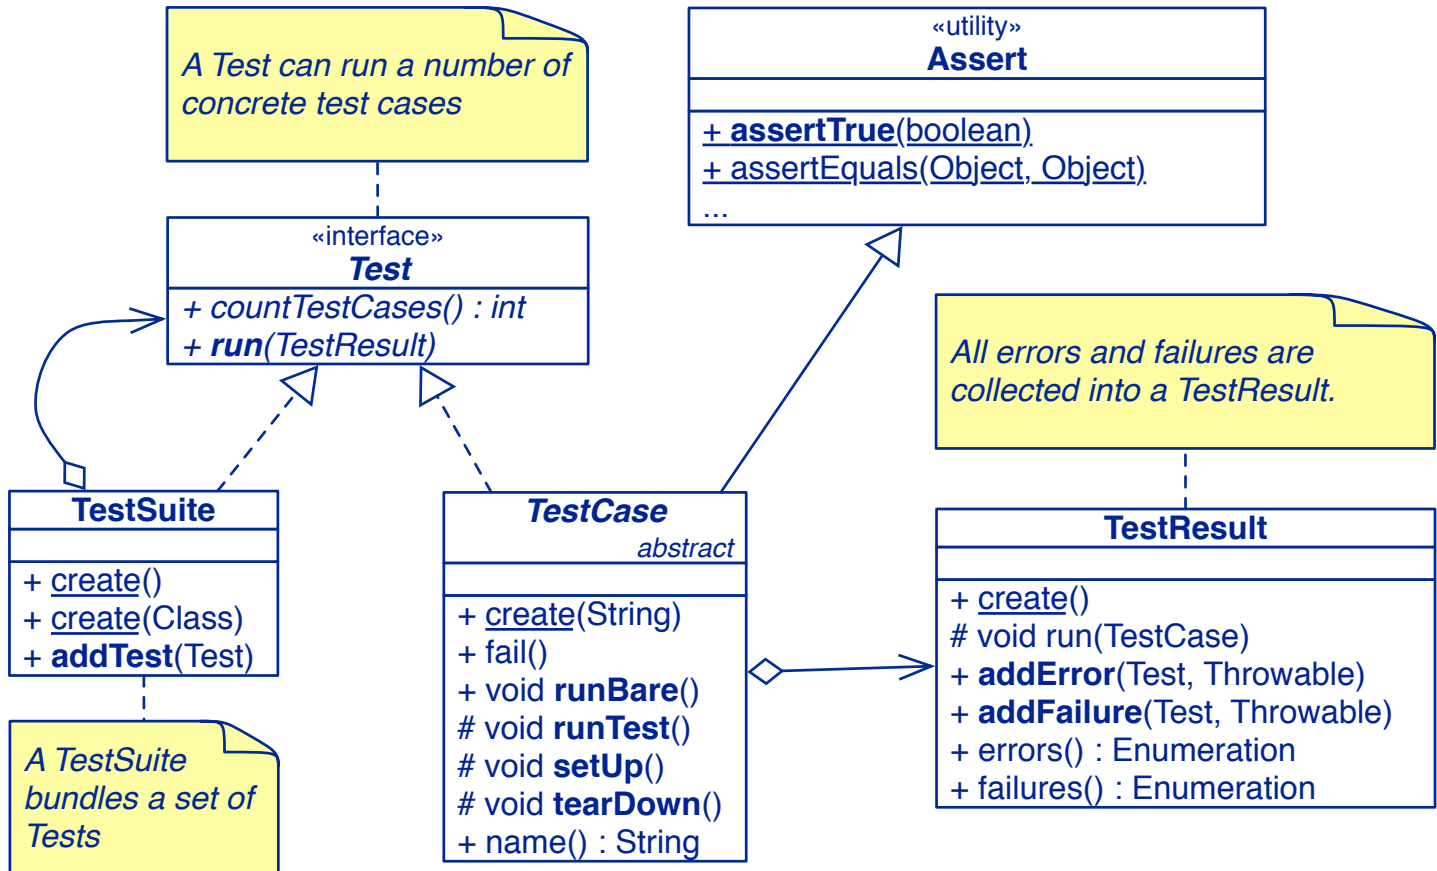 A Test can run a number of
concrete test cases
«utility»
Assert
+ assertTrue(boolean)
+ assertEquals(Object, Object)
...
«interface»
Test
+ countTestCases() : int
+ run(TestResult)
All errors and failures are
collected into a TestResult.
TestSuite
+ create()
+ create(Class)
+ addTest(Test)
A TestSuite
bundles a set of
Tests
TestCase
abstract
+ create(String)
+ fail()
+ void runBare()
# void runTest()
# void setUp()
# void tearDown()
+ name() : String
TestResult
+ create()
# void run(TestCase)
+ addError(Test, Throwable)
+ addFailure(Test, Throwable)
+ errors() : Enumeration
+ failures() : Enumeration